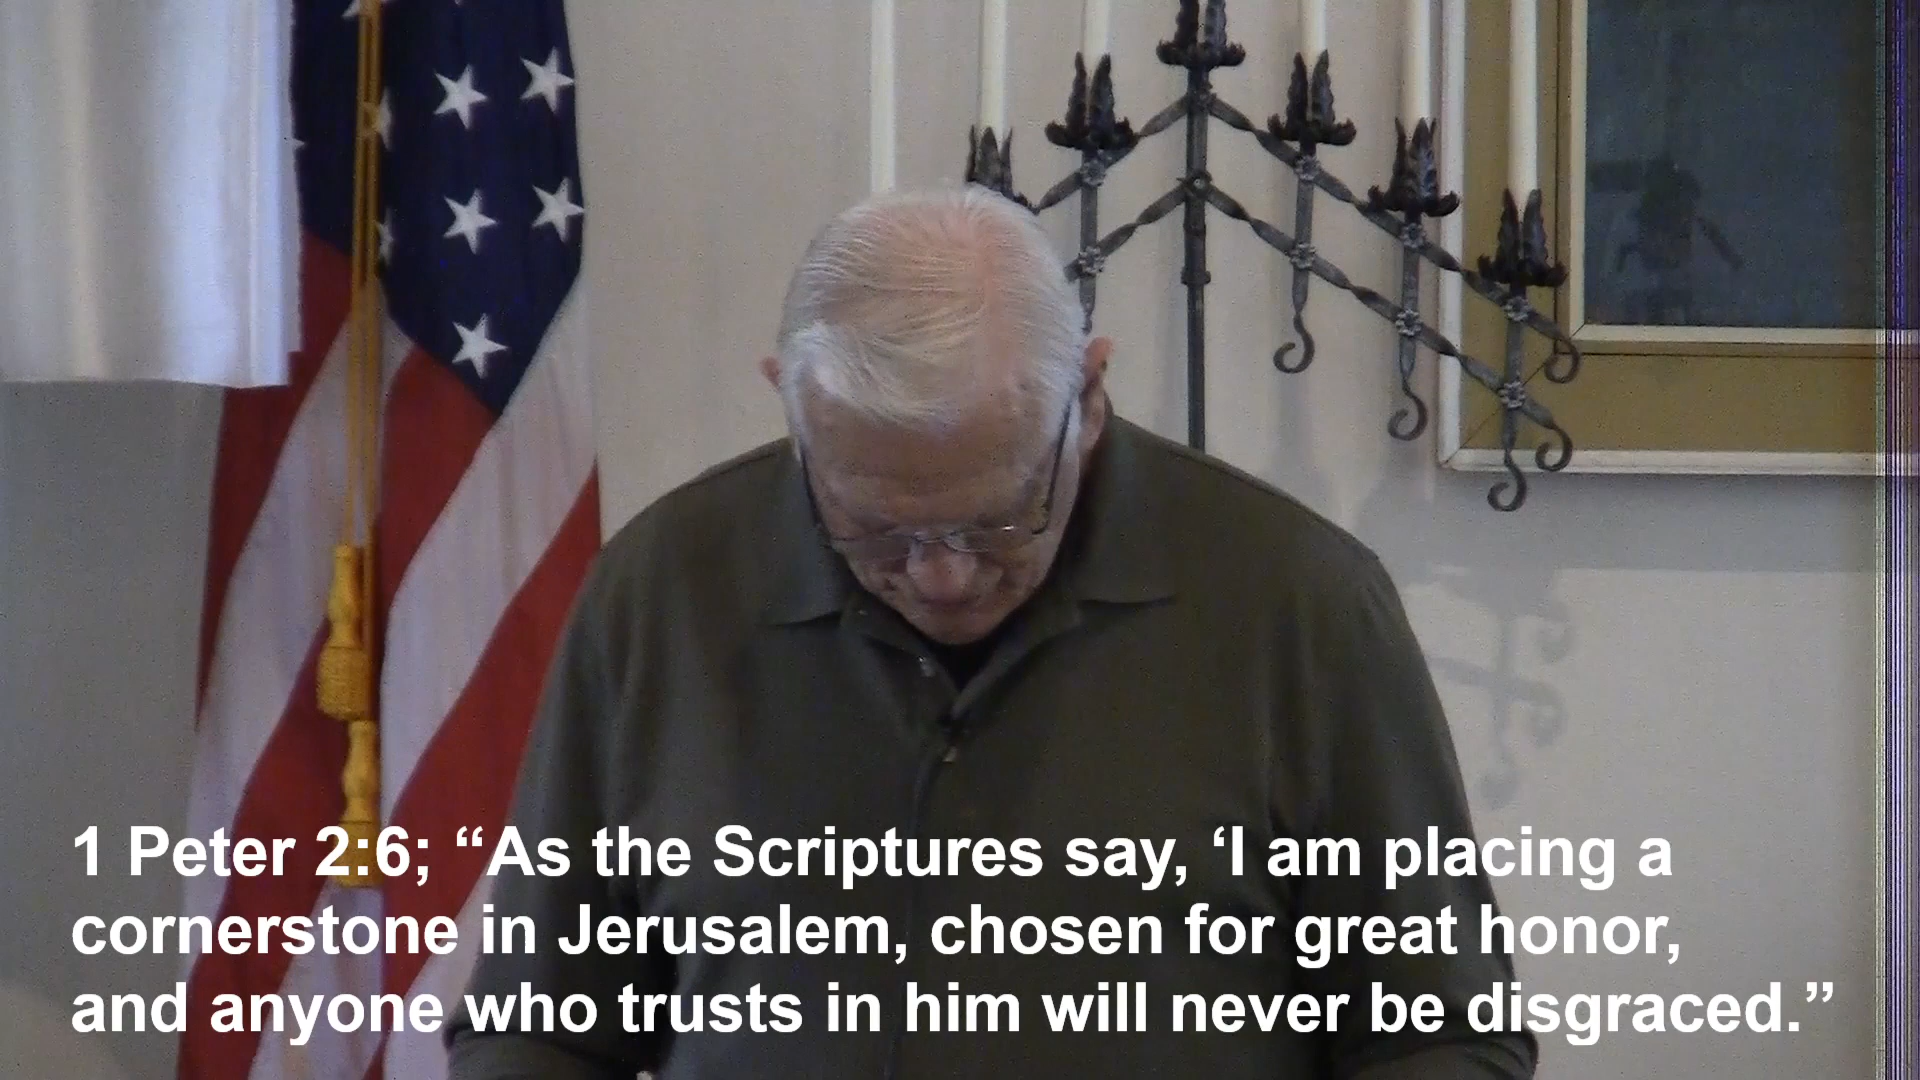 1 Peter 2:6; “As the Scriptures say, ‘I am placing a
cornerstone in Jerusalem, chosen for great honor,
and anyone who trusts in him will never be disgraced.”